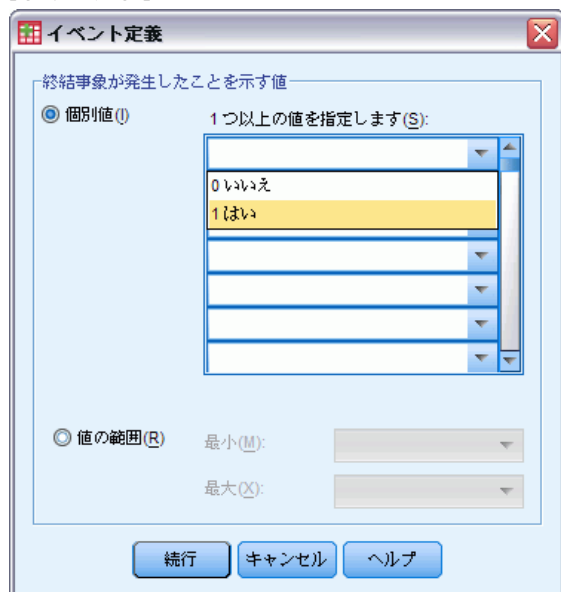 イベント定義
終結事象が発生したことを示す値
個別値(I)
1 つ以上の値を指定します(S):
0 いいえ
1 はい
値の範囲(R)
最小(M):
最大(X):
続行
キャンセル
ヘルプ